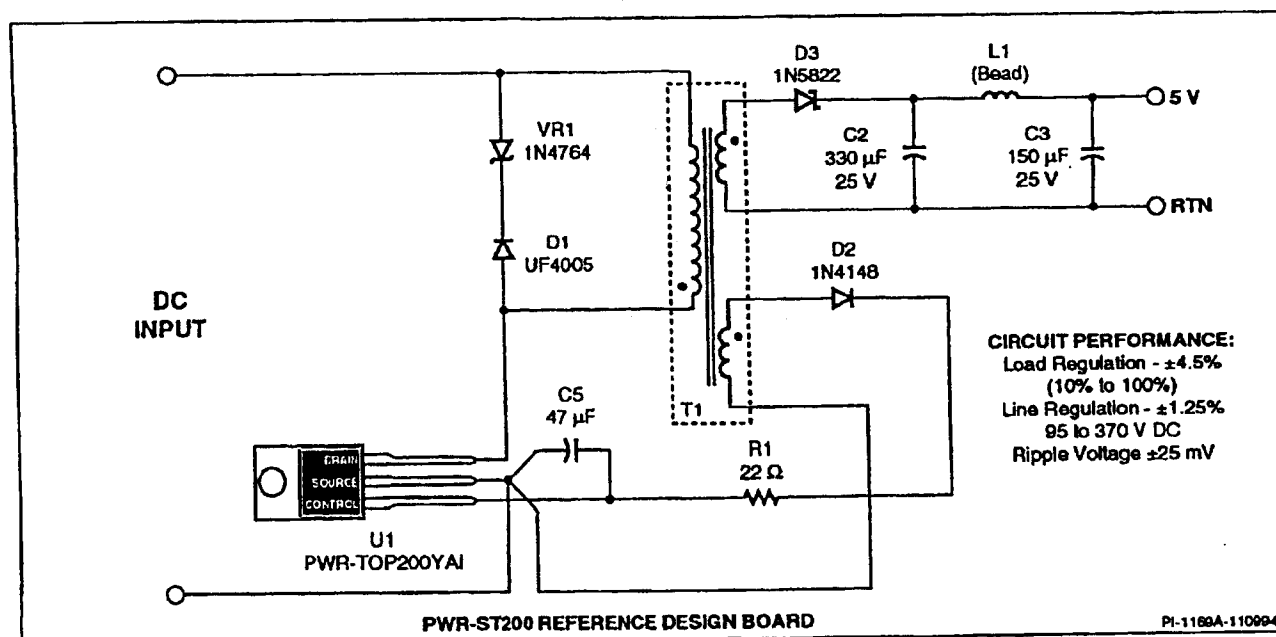 D3
1N5822
L1
(Bead)
5 V
VR1
1N4764
C2
330 µF
25 V
C3
150 µF
25 V
RTN
D1
UF4005
D2
1N4148
DC
INPUT
CIRCUIT PERFORMANCE:
Load Regulation - ±4.5%
(10% to 100%)
Line Regulation - ±1.25%
95 to 370 V DC
Ripple Voltage ±25 mV
C5
47 µF
T1
R1
22 Ω
DRAIN
SOURCE
CONTROL
U1
PWR-TOP200YAI
PWR-ST200 REFERENCE DESIGN BOARD
PI-1169A-110994